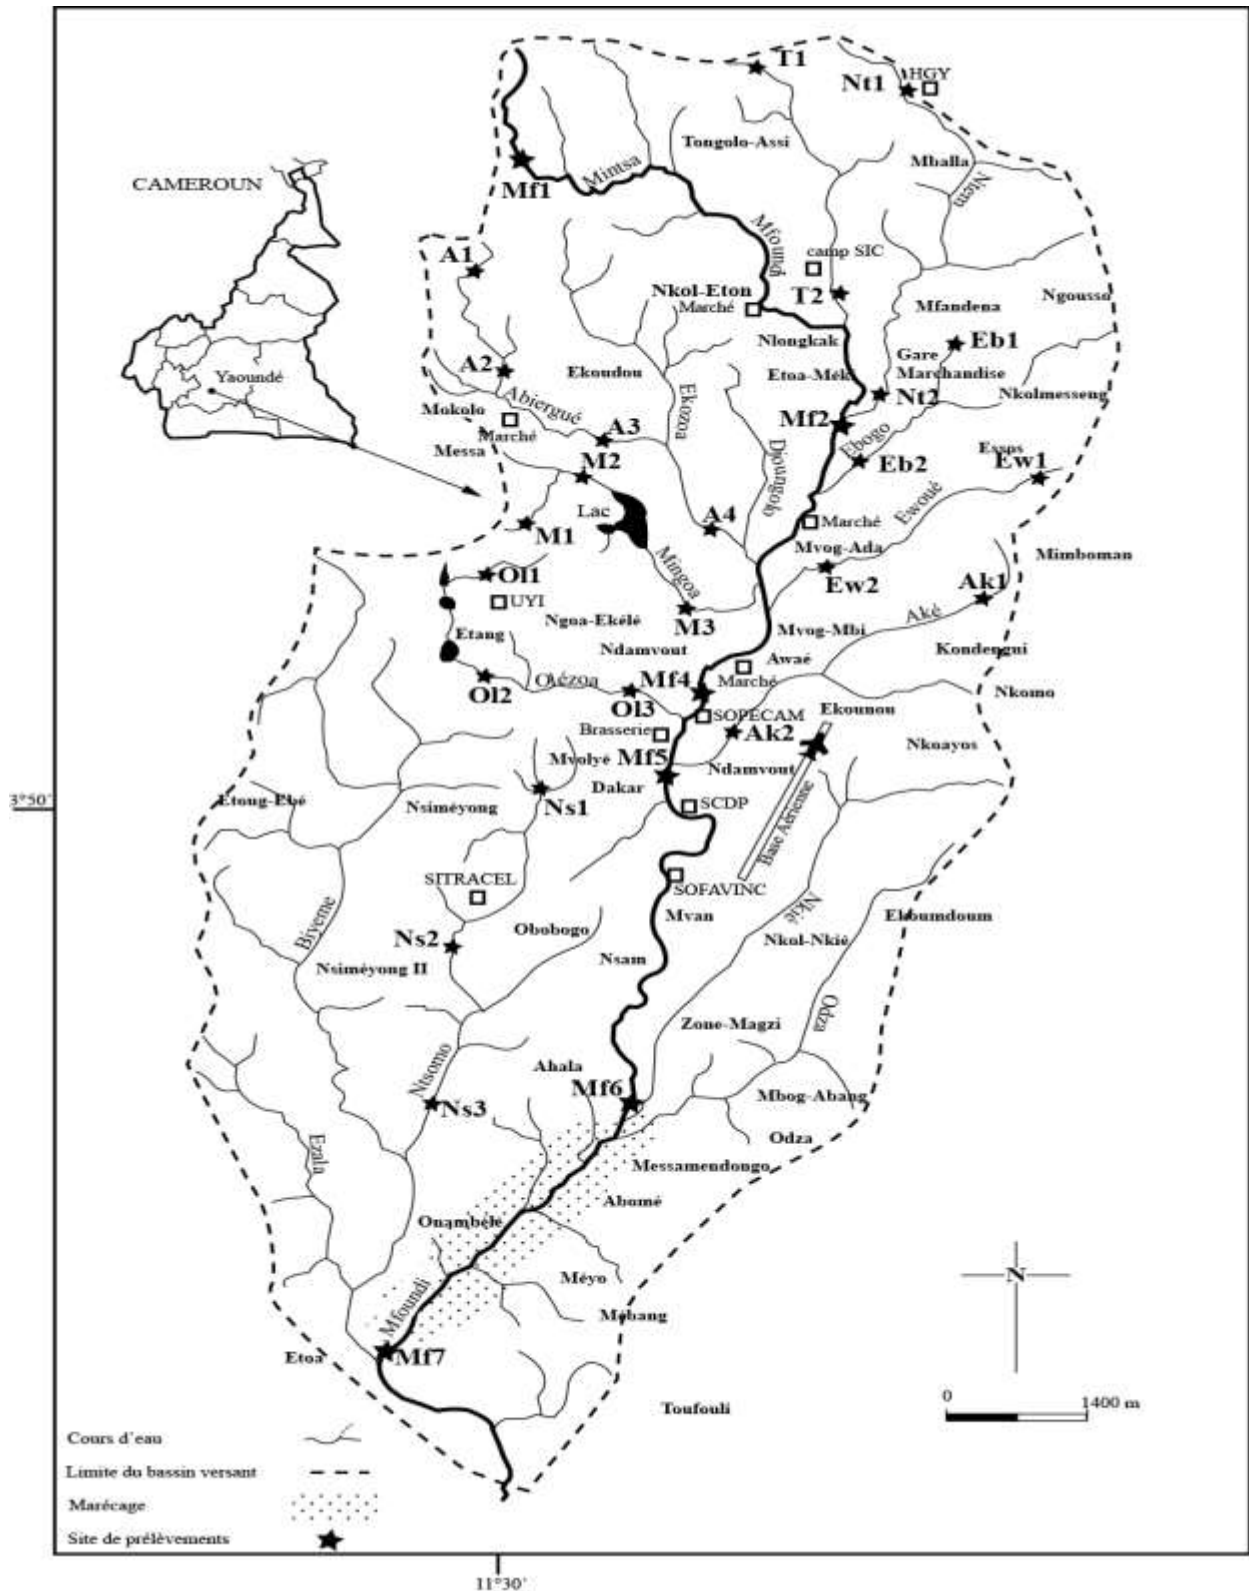 T1
Nt1
HGY
Tongolo-Assi
Mballa
CAMEROUN
Mintsa
Mf1
Niem
Mfoundi
A1
camp SIC
Nkol-Eton
Marché
T2
Mfandena
Ngousso
Nlongkak
Eb1
Yaoundé
A2
Ekoudou
Etoa-Méki
Gare
Marchandise
Nkolmesseng
Abiergué
Ekozoa
Nt2
Mokolo
Marché
A3
Mf2
Ebogo
Messa
M2
Djoungolo
Eb2
Essos
Ew1
Lac
A4
Marché
Ewoué
M1
Mvog-Ada
Mimboman
Mingoa
Ol1
Ew2
Ak1
UYI
Ngoa-Ekélé
M3
Aké
Etang
Mvog-Mbi
Ndamvout
Awaé
Kondengui
Mf4
Marché
Ol2
Ol3
Nkomo
SOPECAM
Ekounou
Brasserie
Ak2
Nkoayos
Mvolyé
Mf5
Ndamvout
3°50'
Etoug-Ebé
Nsiméyong
Ns1
Dakar
SCDP
Base Aérienne
SITRACEL
SOFAVINC
Biyeme
Obobogo
Mvan
Nkié
Ekoumdoum
Ns2
Nsiméyong II
Nsam
Nkol-Nkié
Odza
Zone-Magzi
Ntsomo
Ahala
Mf6
Mbog-Abang
Ns3
Odza
Ezala
Messamendongo
Abomé
Onambélé
Méyo
N
Mfoundi
Mébang
Etoa
Mf7
0
1400 m
Toufouli
Cours d'eau
Limite du bassin versant
Marécage
Site de prélèvements
11°30'